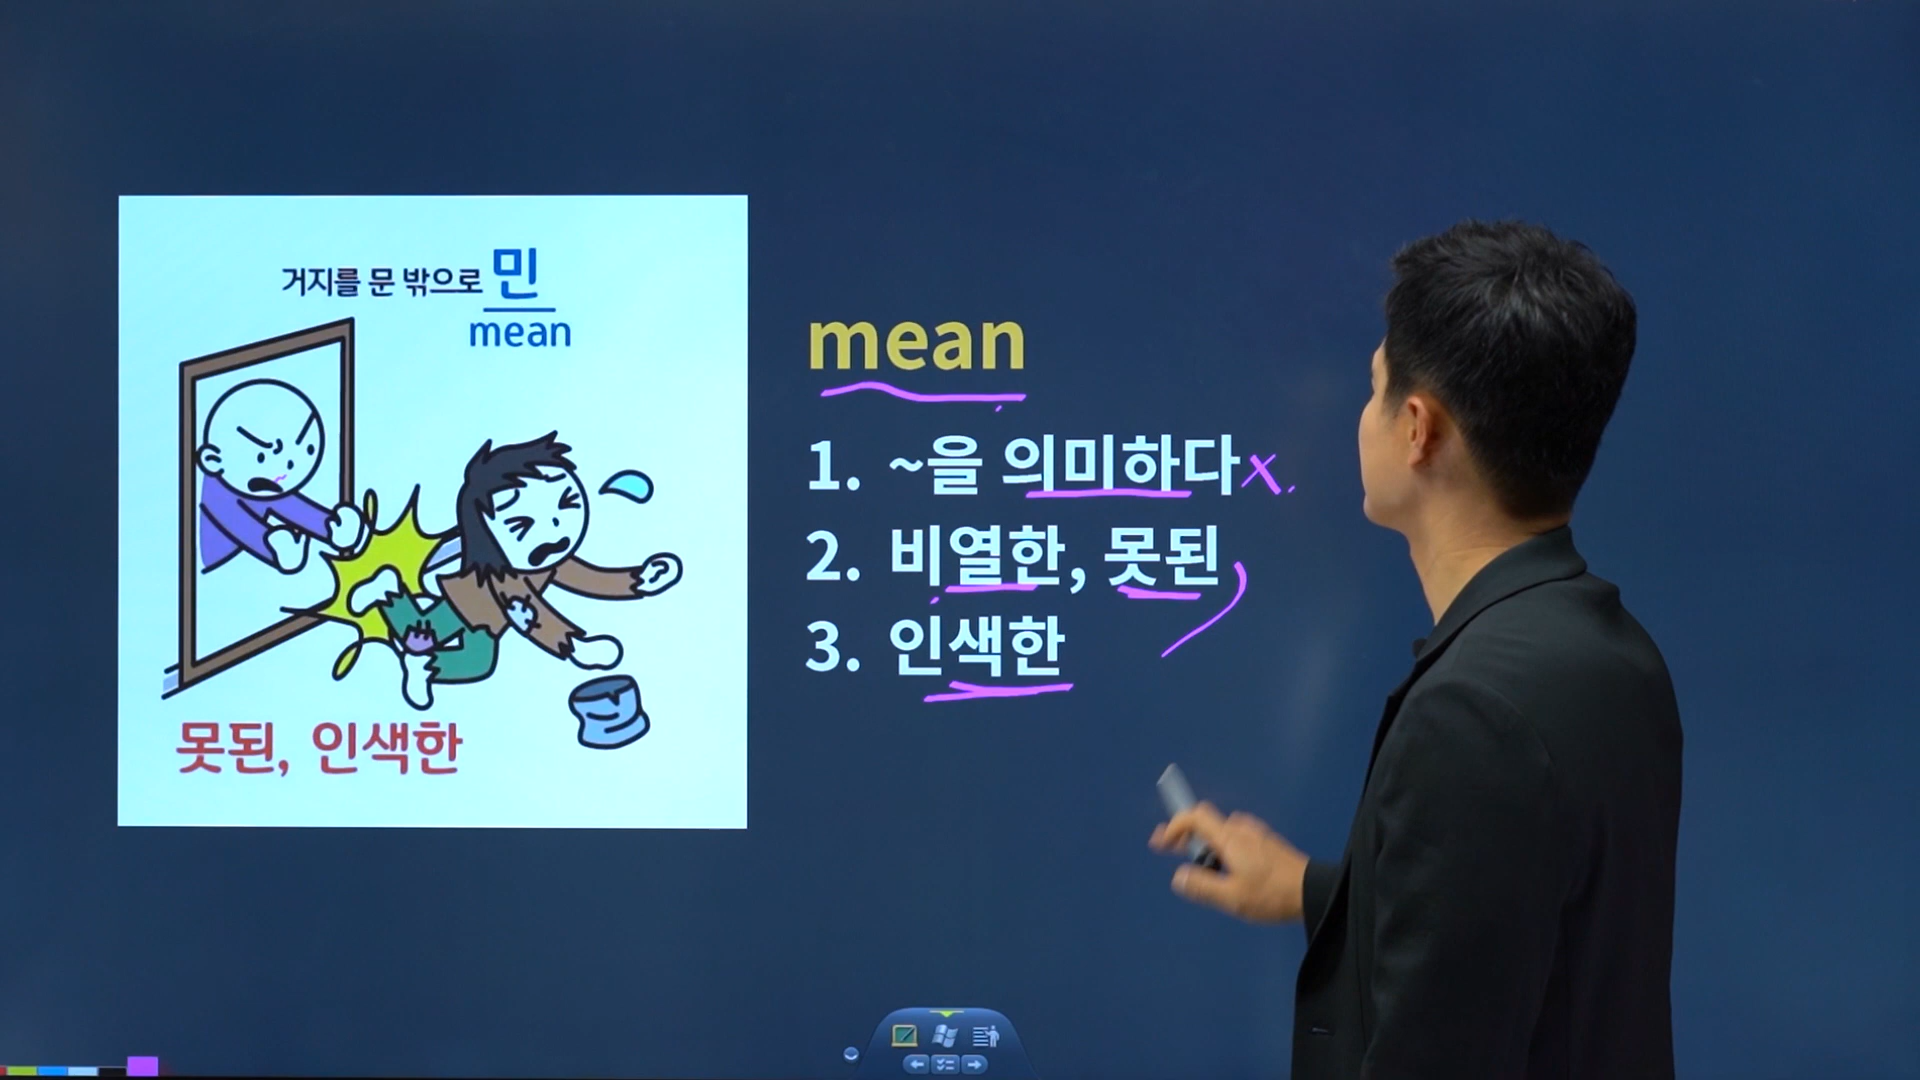 거지를 문 밖으로 민
mean
못된, 인색한
mean
1. ~을 의미하다 x
2. 비열한, 못된
3. 인색한